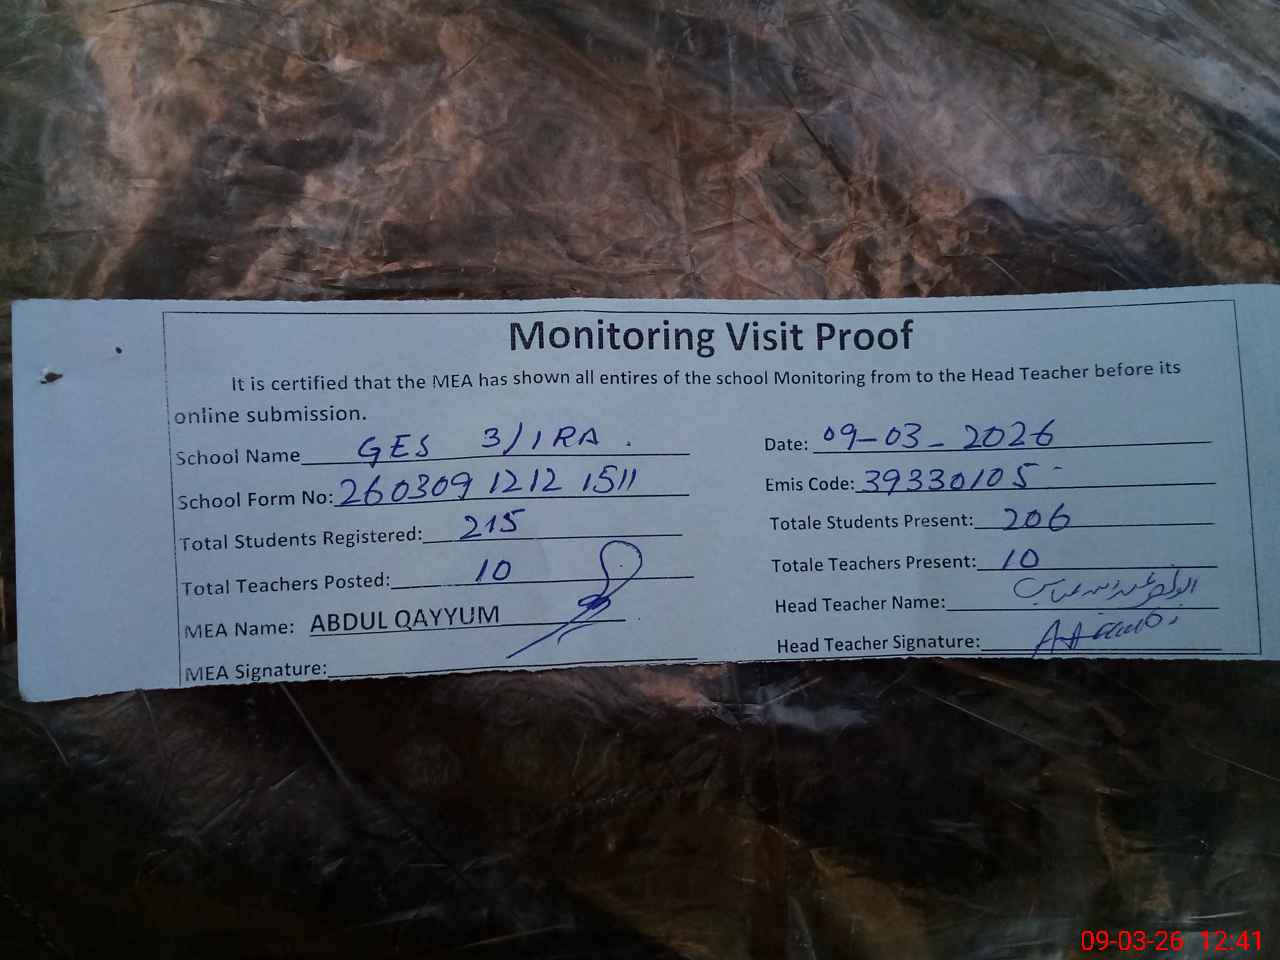 Monitoring Visit Proof
It is certified that the MEA has shown all entires of the school Monitoring from to the Head Teacher before its
online submission.
School Name GES 3/1RA. Date: 09-03-2026
School Form No: 260309 1212 1511 Emis Code: 39330105
Total Students Registered: 215 Totale Students Present: 206
Total Teachers Posted: 10 Totale Teachers Present: 10
MEA Name: ABDUL QAYYUM Head Teacher Name:
MEA Signature: Head Teacher Signature:
09-03-26 12:41